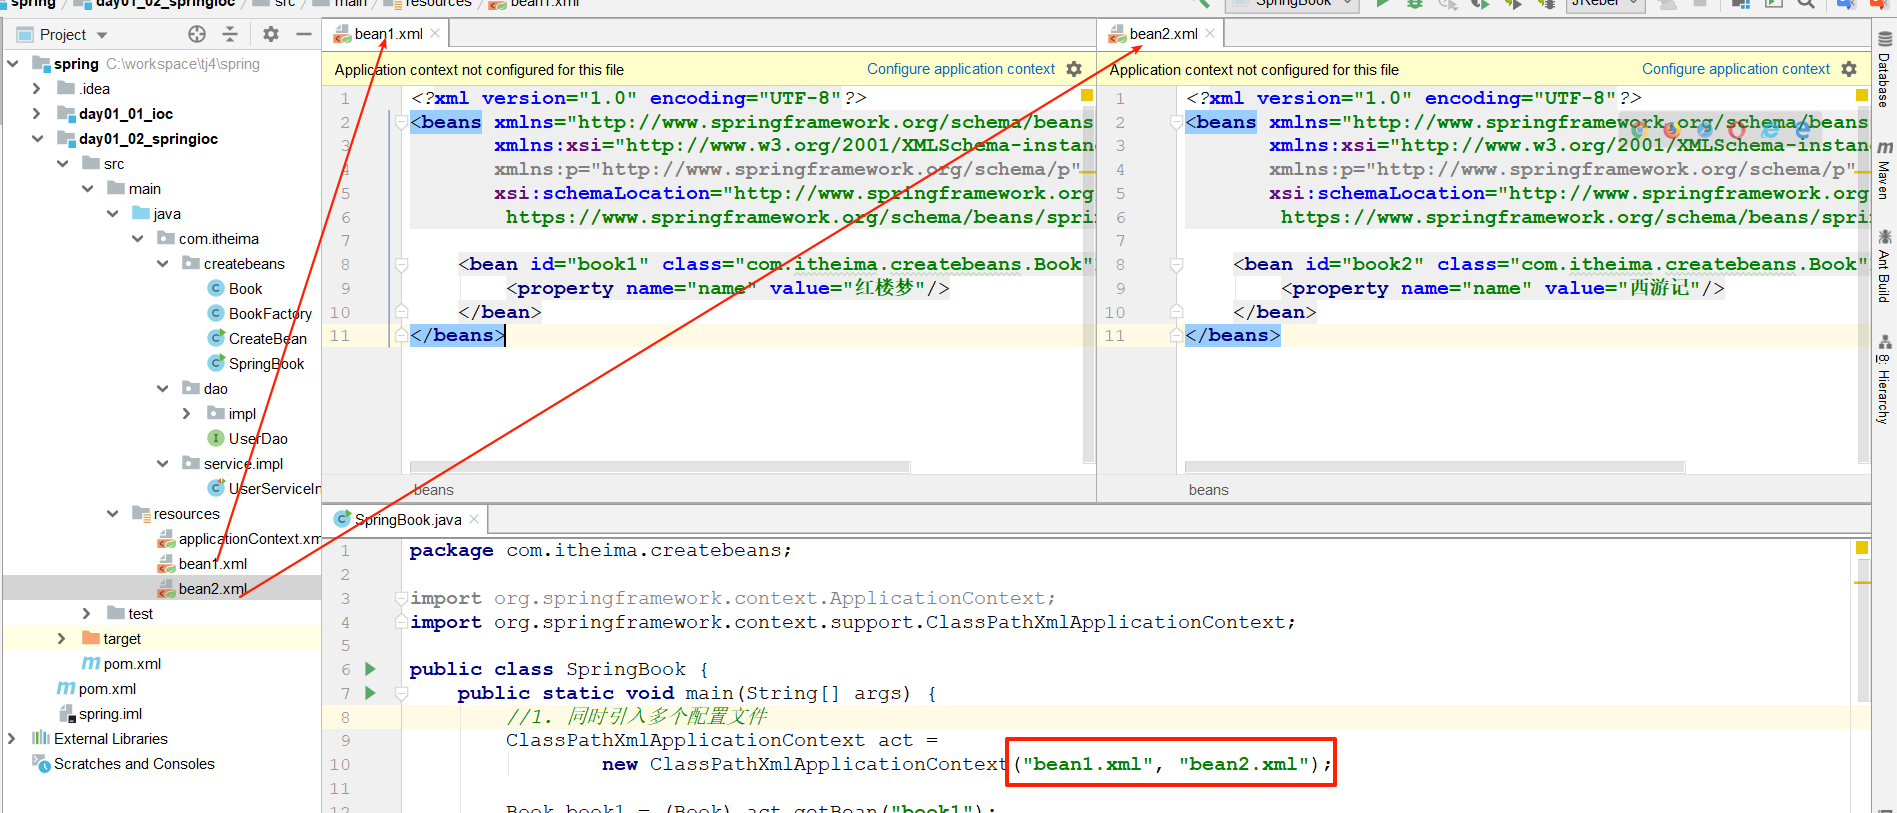 spring
day01_02_springioc
src
main
resources
bean1.xml
SpringBook
JRebel
Project
spring C:\workspace\tj4\spring
.idea
day01_01_ioc
day01_02_springioc
src
main
java
com.itheima
createbeans
Book
BookFactory
CreateBean
SpringBook
dao
impl
UserDao
service.impl
UserServiceIn
resources
applicationContext.xm
bean1.xml
bean2.xml
test
target
pom.xml
pom.xml
spring.iml
External Libraries
Scratches and Consoles
bean1.xml
Application context not configured for this file
Configure application context
1 <?xml version="1.0" encoding="UTF-8"?>
2 <beans xmlns="http://www.springframework.org/schema/beans
3 xmlns:xsi="http://www.w3.org/2001/XMLSchema-instanc
4 xmlns:p="http://www.springframework.org/schema/p"
5 xsi:schemaLocation="http://www.springframework.org
6 https://www.springframework.org/schema/beans/spri
7
8 <bean id="book1" class="com.itheima.createbeans.Book"
9 <property name="name" value="红楼梦"/>
10 </bean>
11 </beans>
beans
bean2.xml
Application context not configured for this file
Configure application context
1 <?xml version="1.0" encoding="UTF-8"?>
2 <beans xmlns="http://www.springframework.org/schema/beans
3 xmlns:xsi="http://www.w3.org/2001/XMLSchema-instanc
4 xmlns:p="http://www.springframework.org/schema/p"
5 xsi:schemaLocation="http://www.springframework.org
6 https://www.springframework.org/schema/beans/spri
7
8 <bean id="book2" class="com.itheima.createbeans.Book"
9 <property name="name" value="西游记"/>
10 </bean>
11 </beans>
beans
SpringBook.java
1 package com.itheima.createbeans;
2
3 import org.springframework.context.ApplicationContext;
4 import org.springframework.context.support.ClassPathXmlApplicationContext;
5
6 public class SpringBook {
7 public static void main(String[] args) {
8 //1. 同时引入多个配置文件
9 ClassPathXmlApplicationContext act =
10 new ClassPathXmlApplicationContext("bean1.xml", "bean2.xml");
11
12 Book book1 = (Book) act.getBean("book1");
Database
Maven
Ant Build
8: Hierarchy